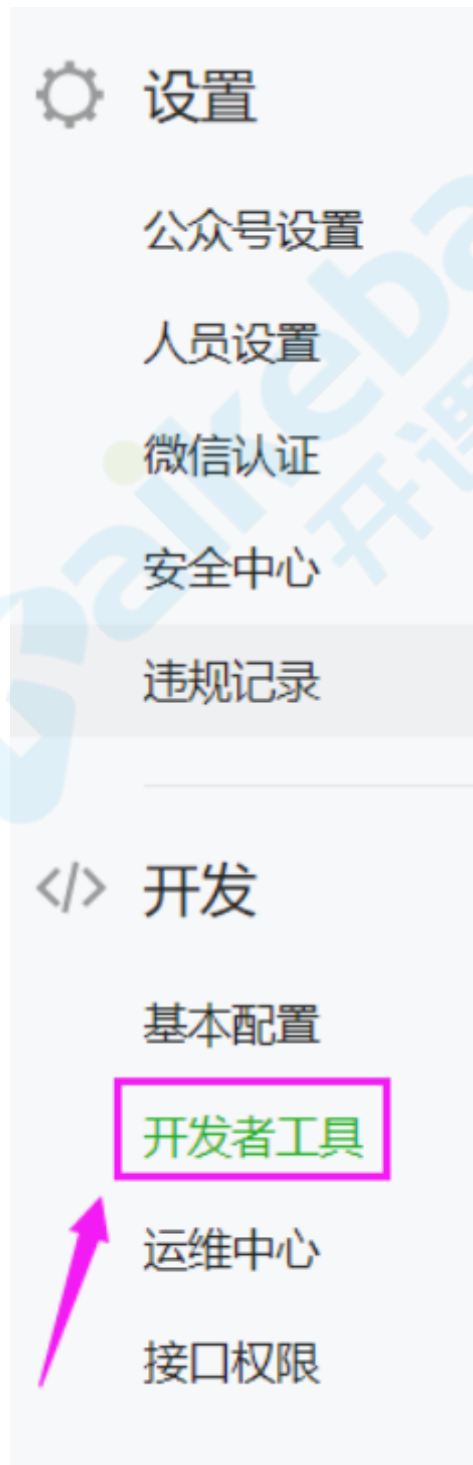 设置
公众号设置
人员设置
微信认证
安全中心
违规记录
</> 开发
基本配置
开发者工具
运维中心
接口权限